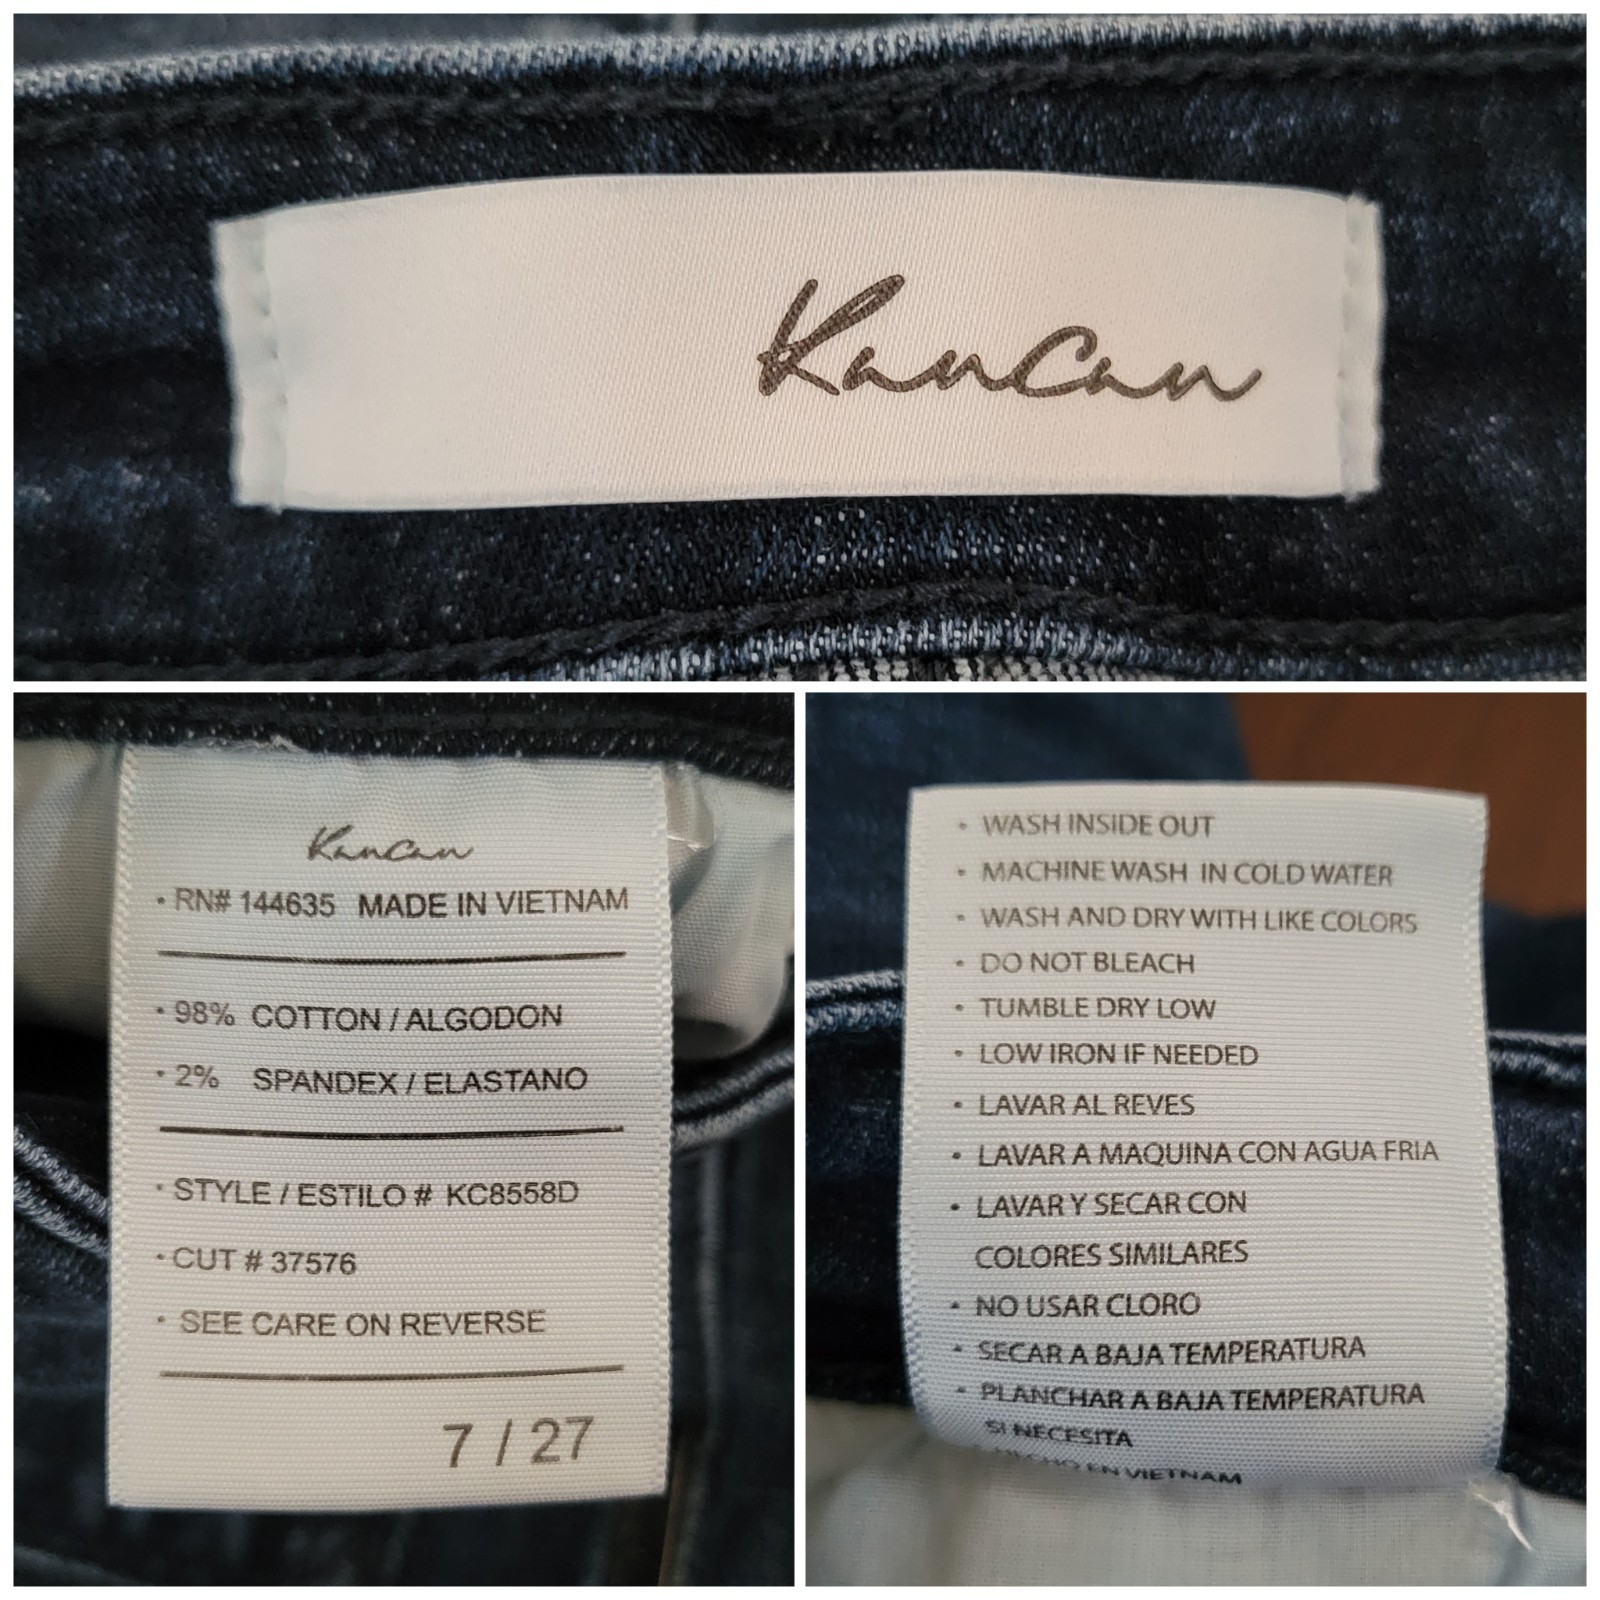 KanCan
KanCan
• RN# 144635 MADE IN VIETNAM
• 98% COTTON / ALGODON
• 2% SPANDEX / ELASTANO
• STYLE / ESTILO # KC8558D
• CUT # 37576
• SEE CARE ON REVERSE
7 / 27
• WASH INSIDE OUT
• MACHINE WASH IN COLD WATER
• WASH AND DRY WITH LIKE COLORS
• DO NOT BLEACH
• TUMBLE DRY LOW
• LOW IRON IF NEEDED
• LAVAR AL REVES
• LAVAR A MAQUINA CON AGUA FRIA
• LAVAR Y SECAR CON
COLORES SIMILARES
• NO USAR CLORO
• SECAR A BAJA TEMPERATURA
• PLANCHAR A BAJA TEMPERATURA
SI NECESITA
• HECHO EN VIETNAM